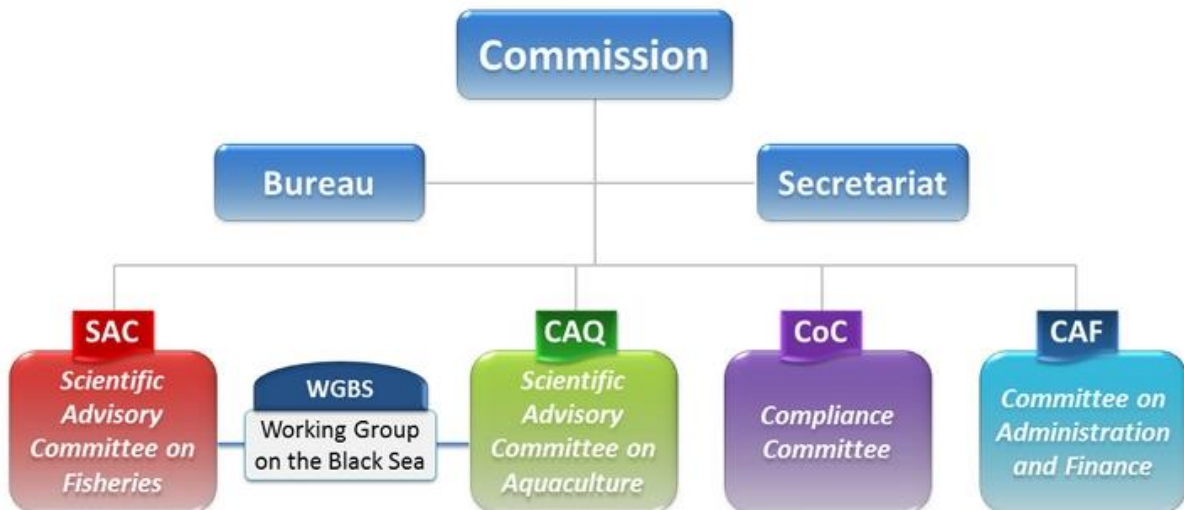 Commission
Bureau
Secretariat
SAC
Scientific
Advisory
Committee on
Fisheries
WGBS
Working Group
on the Black Sea
CAQ
Scientific
Advisory
Committee on
Aquaculture
CoC
Compliance
Committee
CAF
Committee on
Administration
and Finance